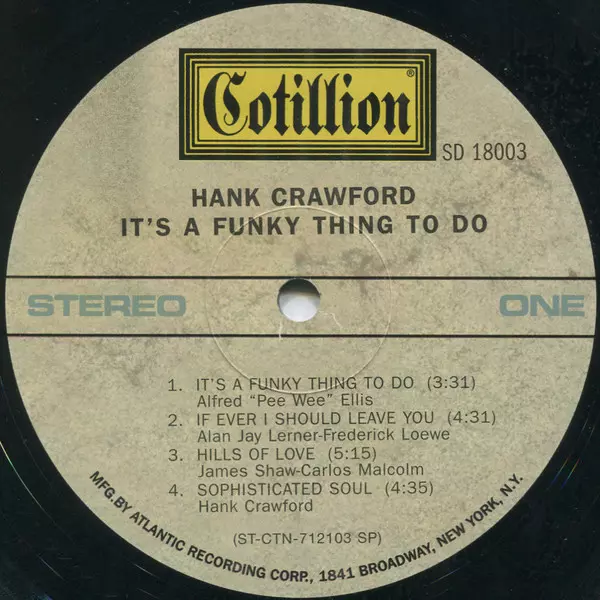 Cotillion®
SD 18003
HANK CRAWFORD
IT'S A FUNKY THING TO DO
STEREO ONE
1. IT'S A FUNKY THING TO DO (3:31)
Alfred "Pee Wee" Ellis
2. IF EVER I SHOULD LEAVE YOU (4:31)
Alan Jay Lerner-Frederick Loewe
3. HILLS OF LOVE (5:15)
James Shaw-Carlos Malcolm
4. SOPHISTICATED SOUL (4:35)
Hank Crawford
(ST-CTN-712103 SP)
MFG.BY ATLANTIC RECORDING CORP., 1841 BROADWAY, NEW YORK, N.Y.